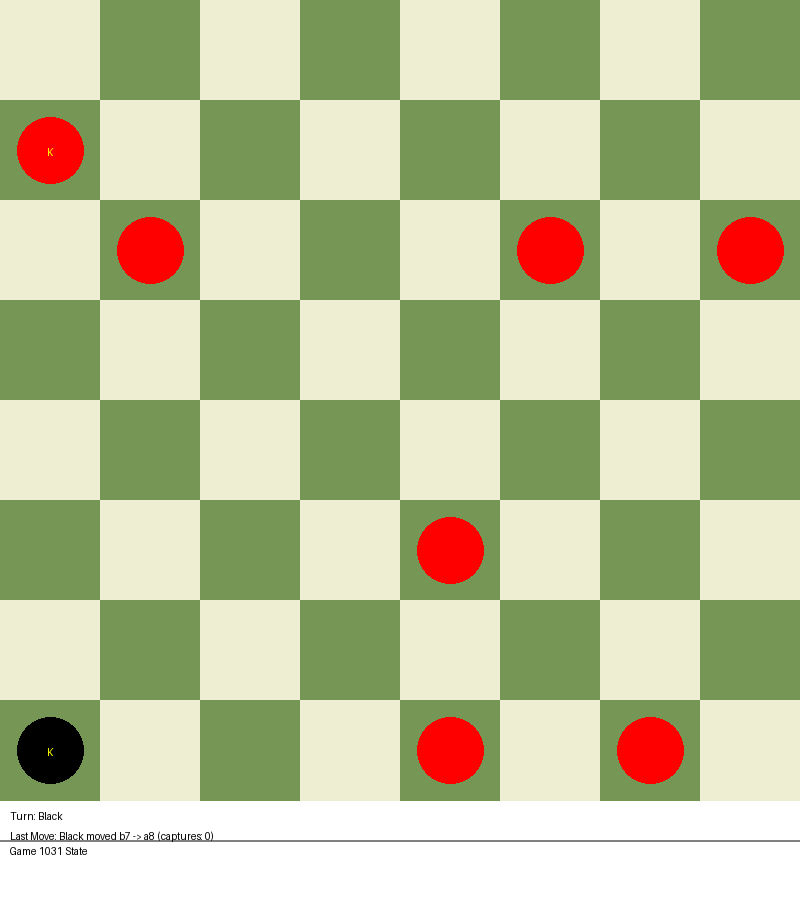 K
K
Turn: Black
Last Move: Black moved b7 -> a8 (captures: 0)
Game 1031 State